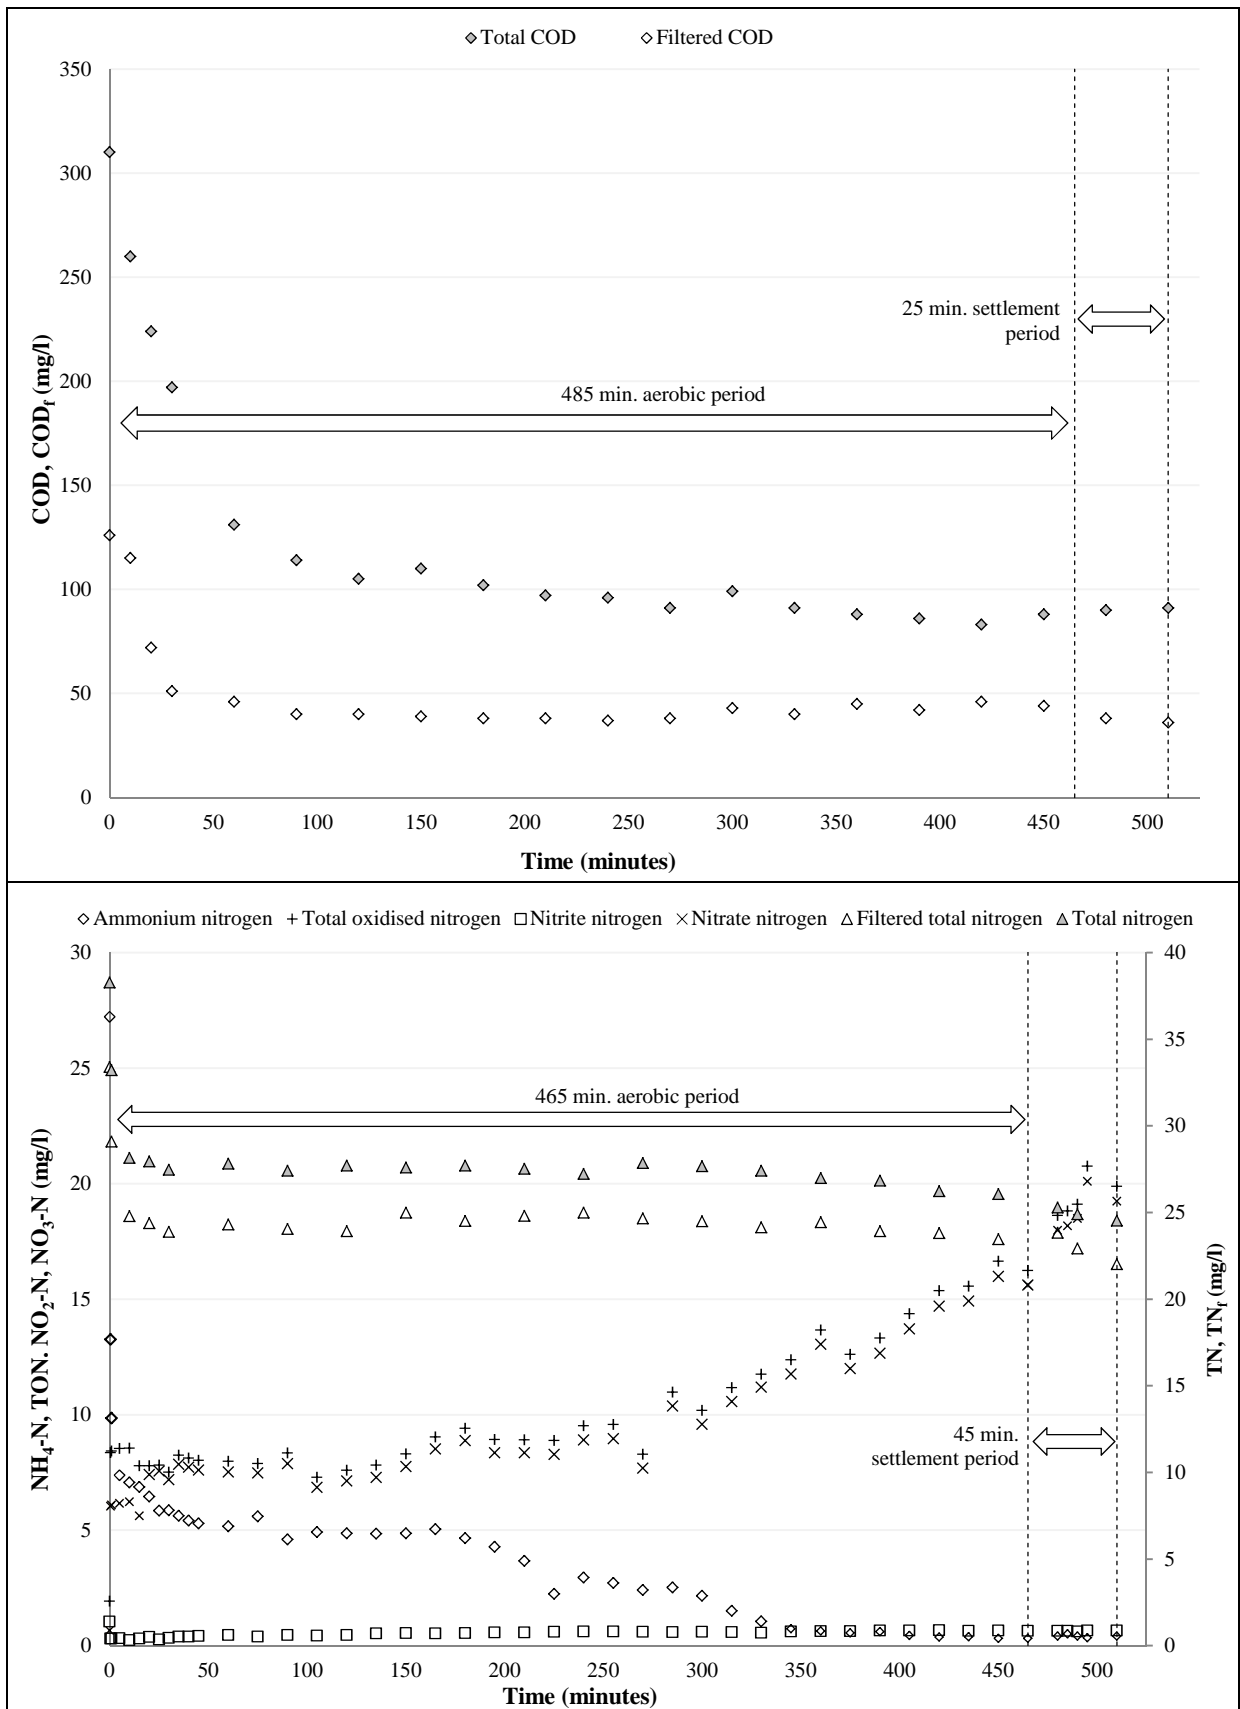 Total COD Filtered COD
350
300
250
200
150
100
50
0
COD, CODf (mg/l)
25 min. settlement
period
485 min. aerobic period
0 50 100 150 200 250 300 350 400 450 500
Time (minutes)
Ammonium nitrogen Total oxidised nitrogen Nitrite nitrogen Nitrate nitrogen Filtered total nitrogen Total nitrogen
30
25
20
15
10
5
0
NH4-N, TON. NO2-N, NO3-N (mg/l)
465 min. aerobic period
45 min.
settlement period
40
35
30
25
20
15
10
5
0
TN, TNf (mg/l)
0 50 100 150 200 250 300 350 400 450 500
Time (minutes)